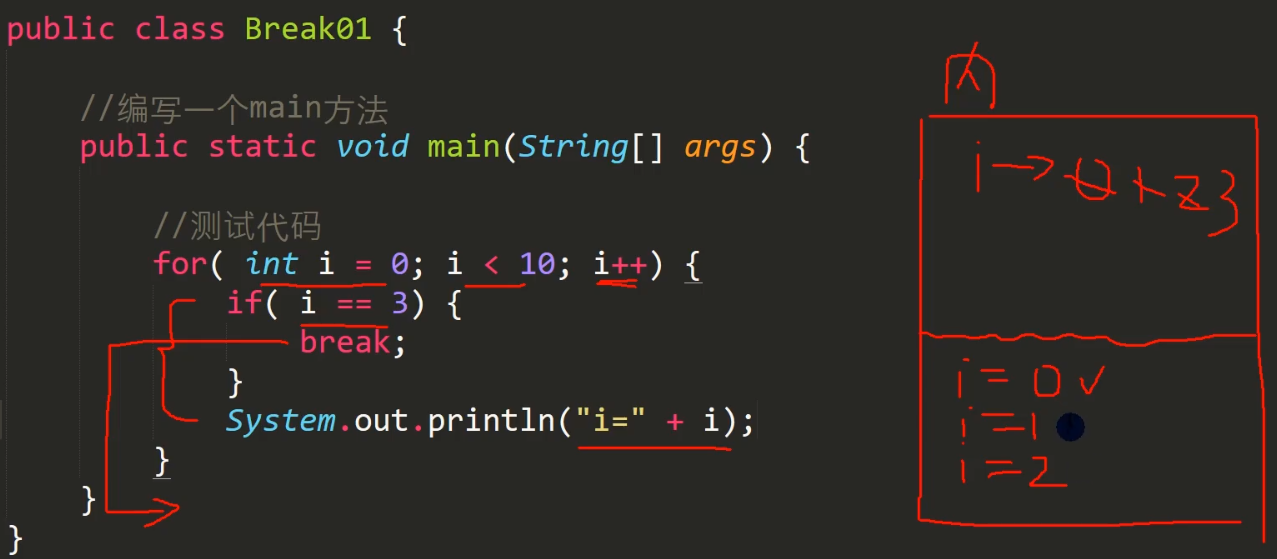 public class Break01 {
//编写一个main方法
public static void main(String[] args) {
//测试代码
for( int i = 0; i < 10; i++) {
if( i == 3) {
break;
}
System.out.println("i=" + i);
}
}
}
内
i→0 1 2 3
i=0✓
i=1
i=2